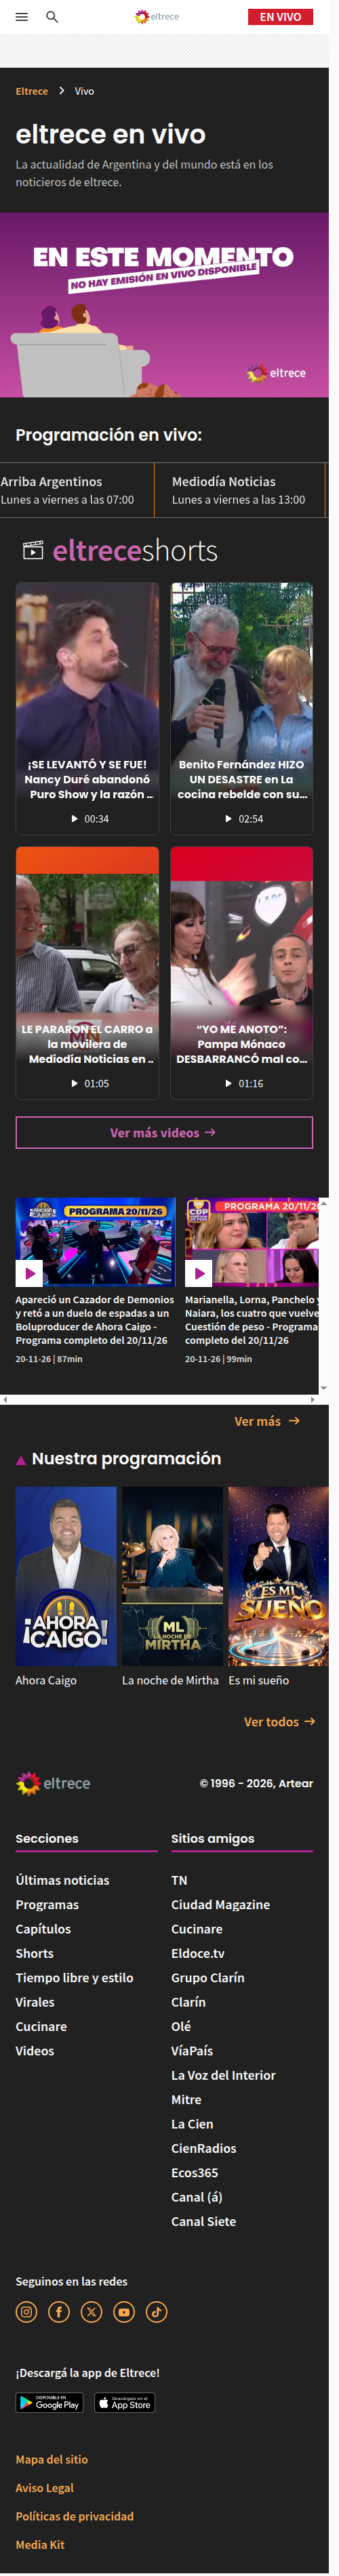 eltrece
EN VIVO
Eltrece
Vivo
eltrece en vivo
La actualidad de Argentina y del mundo está en los
noticieros de eltrece.
EN ESTE MOMENTO
NO HAY EMISIÓN EN VIVO DISPONIBLE
eltrece
Programación en vivo:
Arriba Argentinos
Lunes a viernes a las 07:00
Mediodía Noticias
Lunes a viernes a las 13:00
eltreceshorts
¡SE LEVANTÓ Y SE FUE!
Nancy Duré abandonó
Puro Show y la razón ..
00:34
Benito Fernández HIZO
UN DESASTRE en La
cocina rebelde con su...
02:54
LE PARARON EL CARRO a
la movilera de
Mediodía Noticias en ..
01:05
“YO ME ANOTO”:
Pampa Mónaco
DESBARRANCÓ mal co...
01:16
Ver más videos
PROGRAMA 20/11/26
Apareció un Cazador de Demonios
y retó a un duelo de espadas a un
Boluproducer de Ahora Caigo -
Programa completo del 20/11/26
20-11-26 | 87min
PROGRAMA 20/11/26
Marianella, Lorna, Panchelo y
Naiara, los cuatro que vuelve
Cuestión de peso - Programa
completo del 20/11/26
20-11-26 | 99min
Ver más
Nuestra programación
¡AHORA
CAIGO!
ML
LA NOCHE DE
MIRTHA
ES MI
SUEÑO
Ahora Caigo
La noche de Mirtha
Es mi sueño
Ver todos
eltrece
© 1996 - 2026, Artear
Secciones
Últimas noticias
Programas
Capítulos
Shorts
Tiempo libre y estilo
Virales
Cucinare
Videos
Sitios amigos
TN
Ciudad Magazine
Cucinare
Eldoce.tv
Grupo Clarín
Clarín
Olé
VíaPaís
La Voz del Interior
Mitre
La Cien
CienRadios
Ecos365
Canal (á)
Canal Siete
Seguinos en las redes
¡Descargá la app de Eltrece!
DISPONIBLE EN
Google Play
Descárgalo en el
App Store
Mapa del sitio
Aviso Legal
Políticas de privacidad
Media Kit